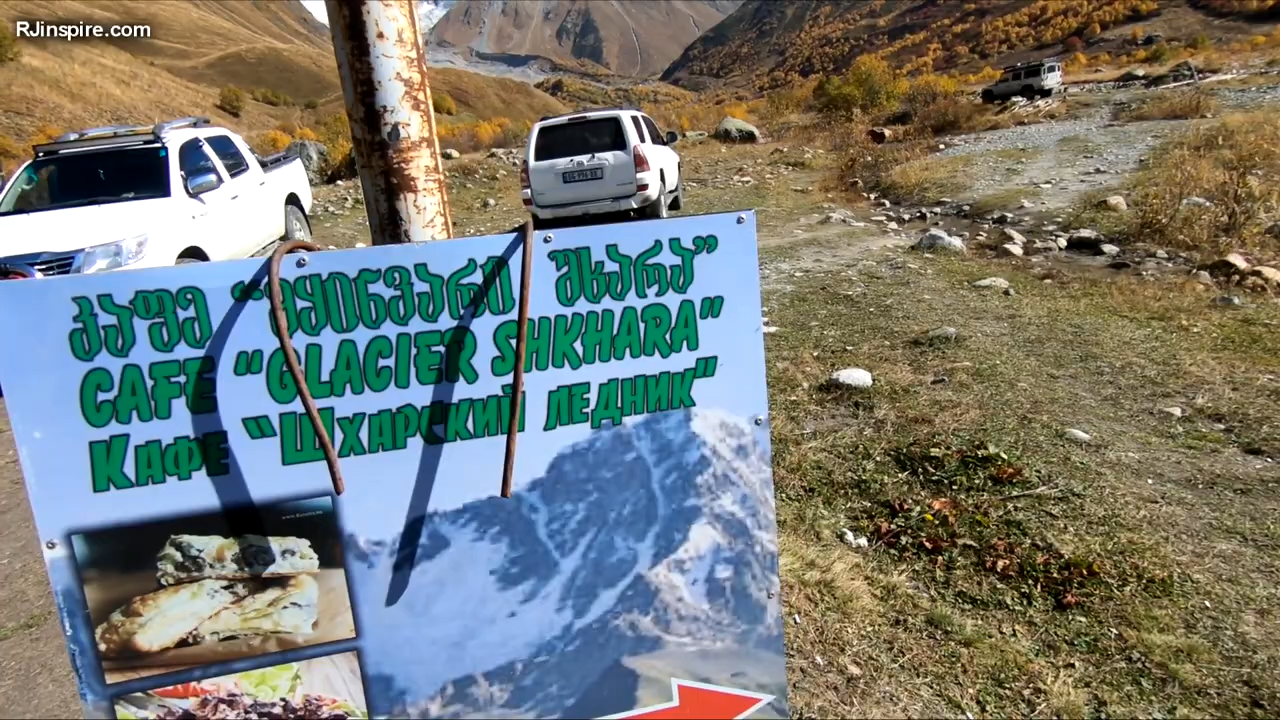 RJinspire.com
კაფე “მყინვარი შხარა”
CAFE “GLACIER SHKHARA”
КАФЕ “ШХАРСКИЙ ЛЕДНИК”